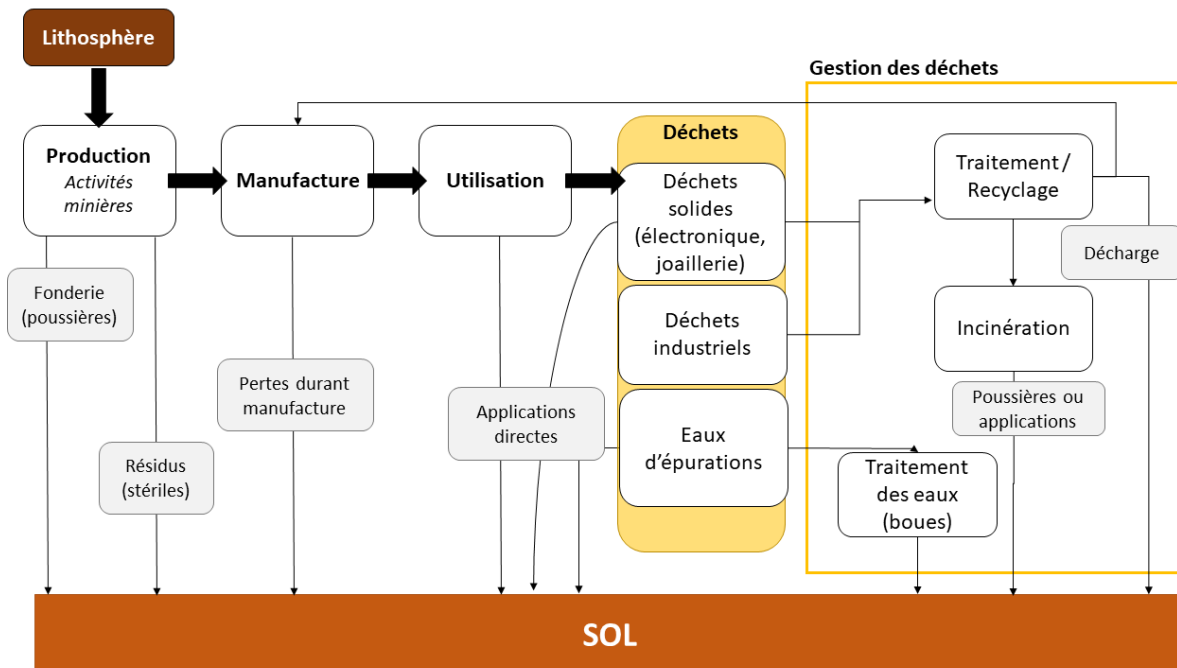 Lithosphère
Gestion des déchets
Production
Activités
minières
Manufacture
Utilisation
Déchets
Déchets
solides
(électronique,
joaillerie)
Déchets
industriels
Eaux
d'épurations
Traitement /
Recyclage
Décharge
Incinération
Fonderie
(poussières)
Résidus
(stériles)
Pertes durant
manufacture
Applications
directes
Poussières ou
applications
Traitement
des eaux
(boues)
SOL